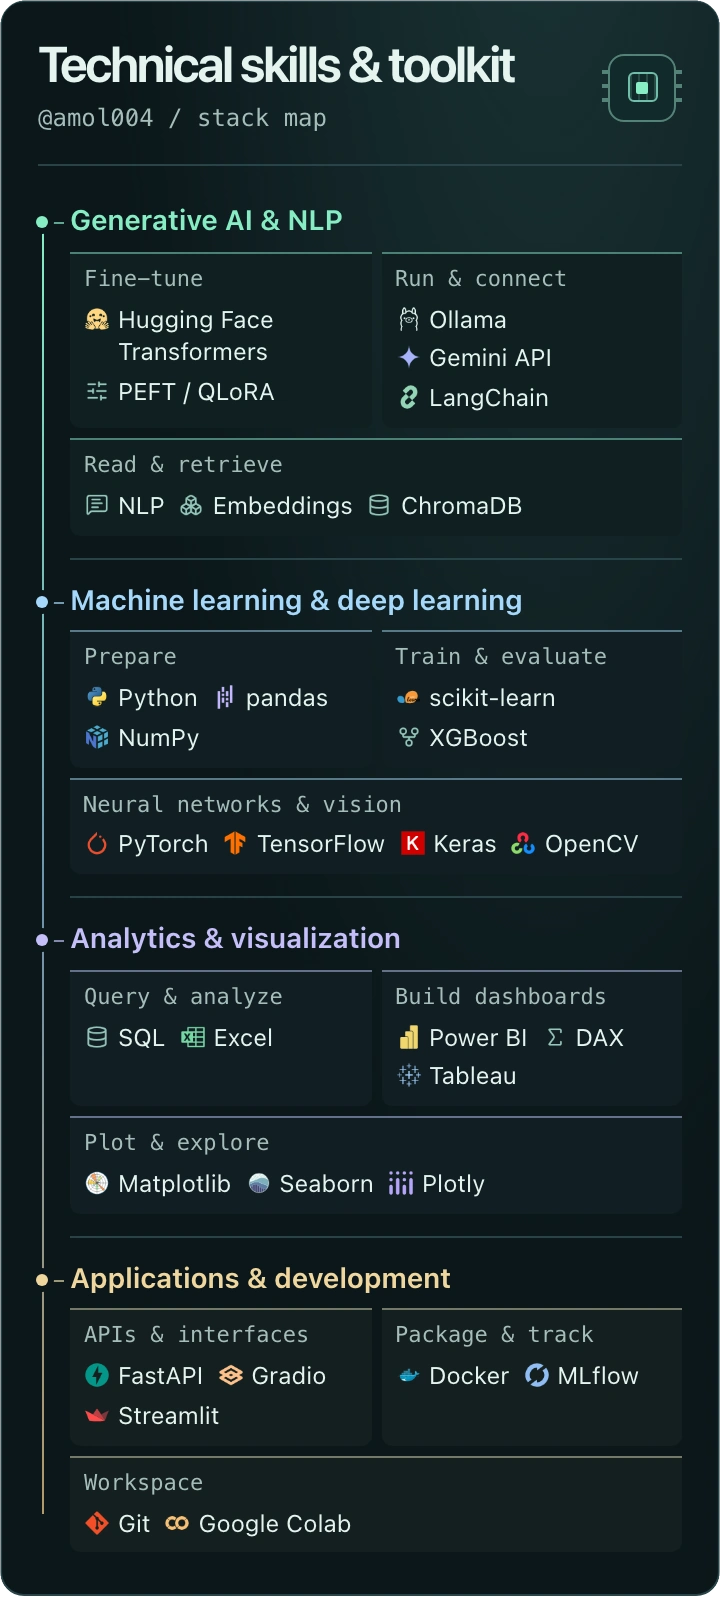 Technical skills & toolkit
@amol004 / stack map
Generative AI & NLP
Fine-tune
Hugging Face
Transformers
PEFT / QLoRA
Run & connect
Ollama
Gemini API
LangChain
Read & retrieve
NLP Embeddings ChromaDB
Machine learning & deep learning
Prepare
Python pandas
NumPy
Train & evaluate
scikit-learn
XGBoost
Neural networks & vision
PyTorch TensorFlow K Keras OpenCV
Analytics & visualization
Query & analyze
SQL Excel
Build dashboards
Power BI Σ DAX
Tableau
Plot & explore
Matplotlib Seaborn Plotly
Applications & development
APIs & interfaces
FastAPI Gradio
Streamlit
Package & track
Docker MLflow
Workspace
Git Google Colab